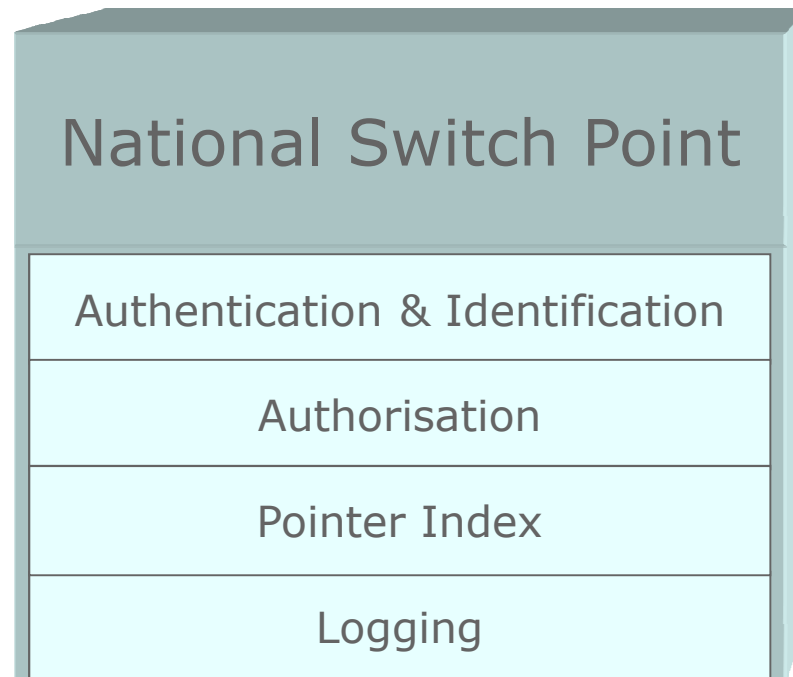 National Switch Point
Authentication & Identification
Authorisation
Pointer Index
Logging